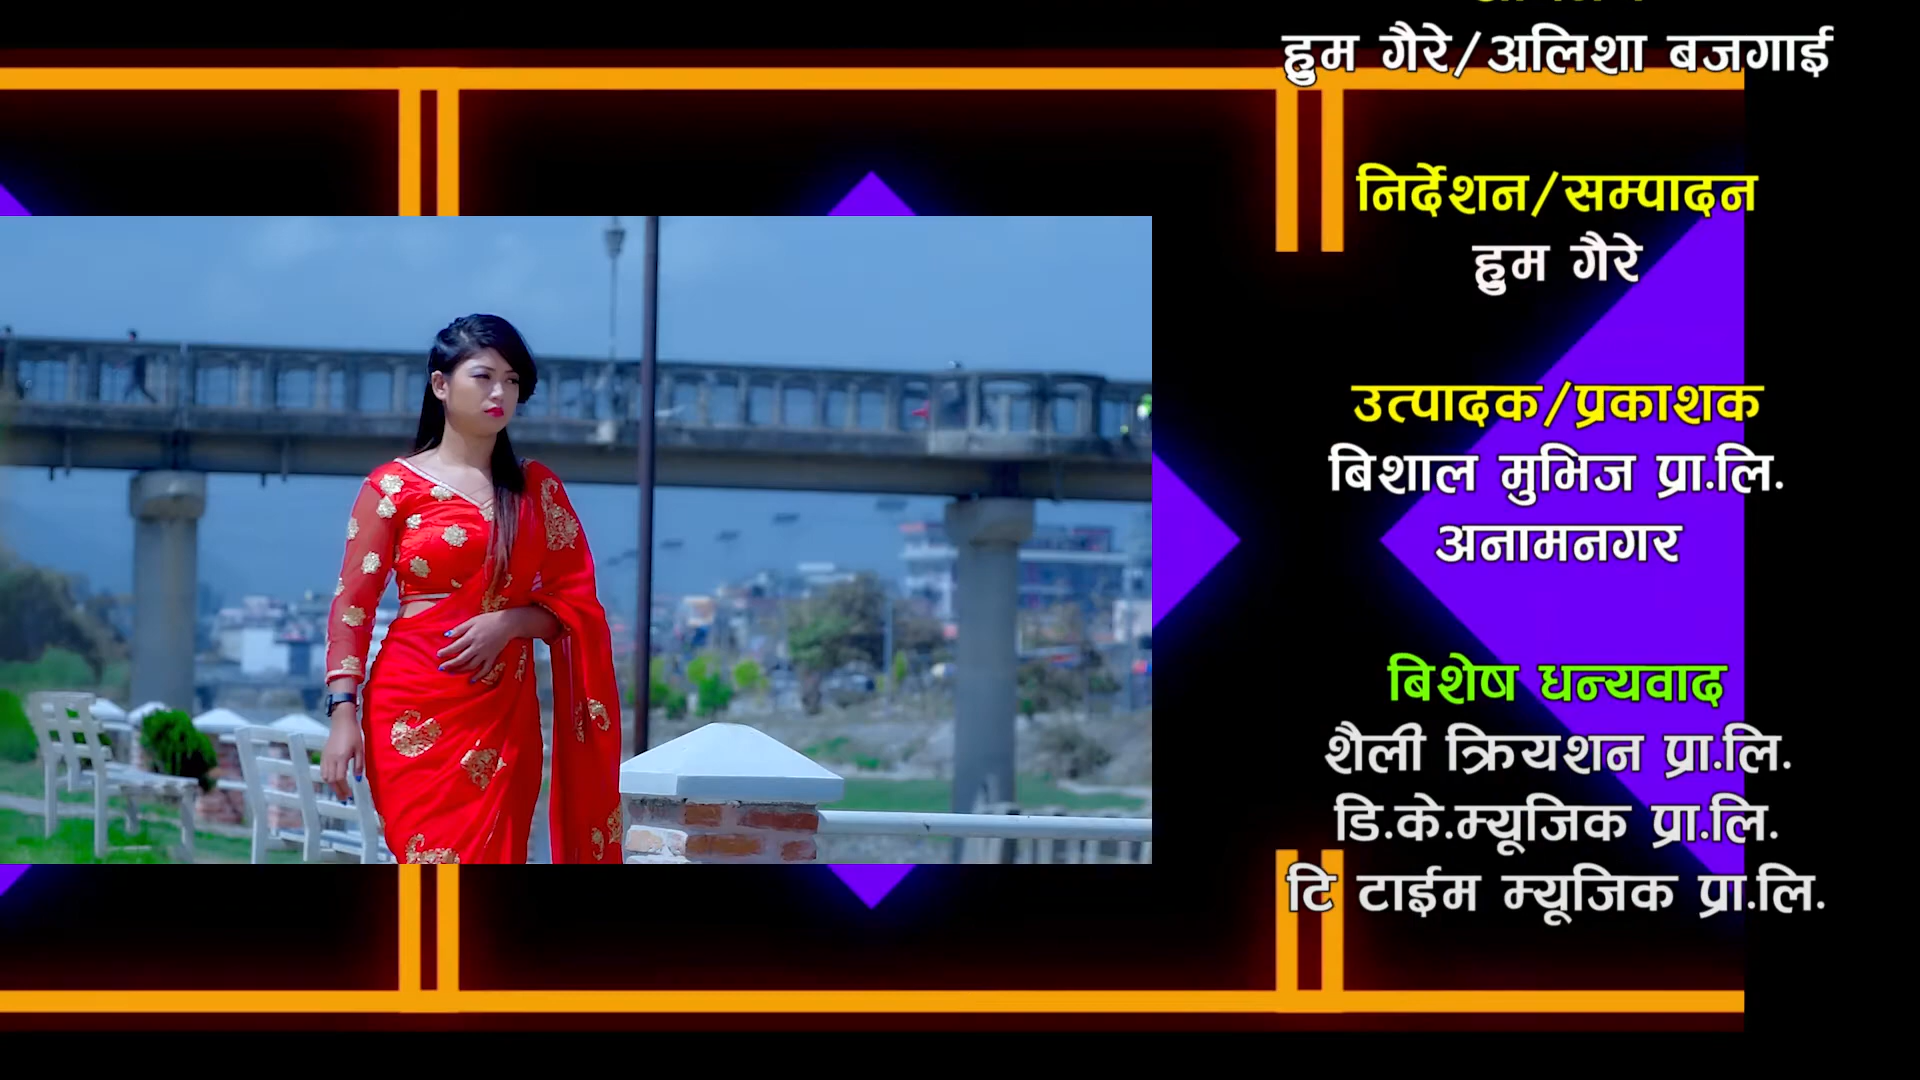 हुम गैरे/अलिशा बजगाई
निर्देशन/सम्पादन
हुम गैरे
उत्पादक/प्रकाशक
बिशाल मुभिज प्रा.लि.
अनामनगर
बिशेष धन्यवाद
शैली क्रियशन प्रा.लि.
डि.के.म्यूजिक प्रा.लि.
टि टाईम म्यूजिक प्रा.लि.